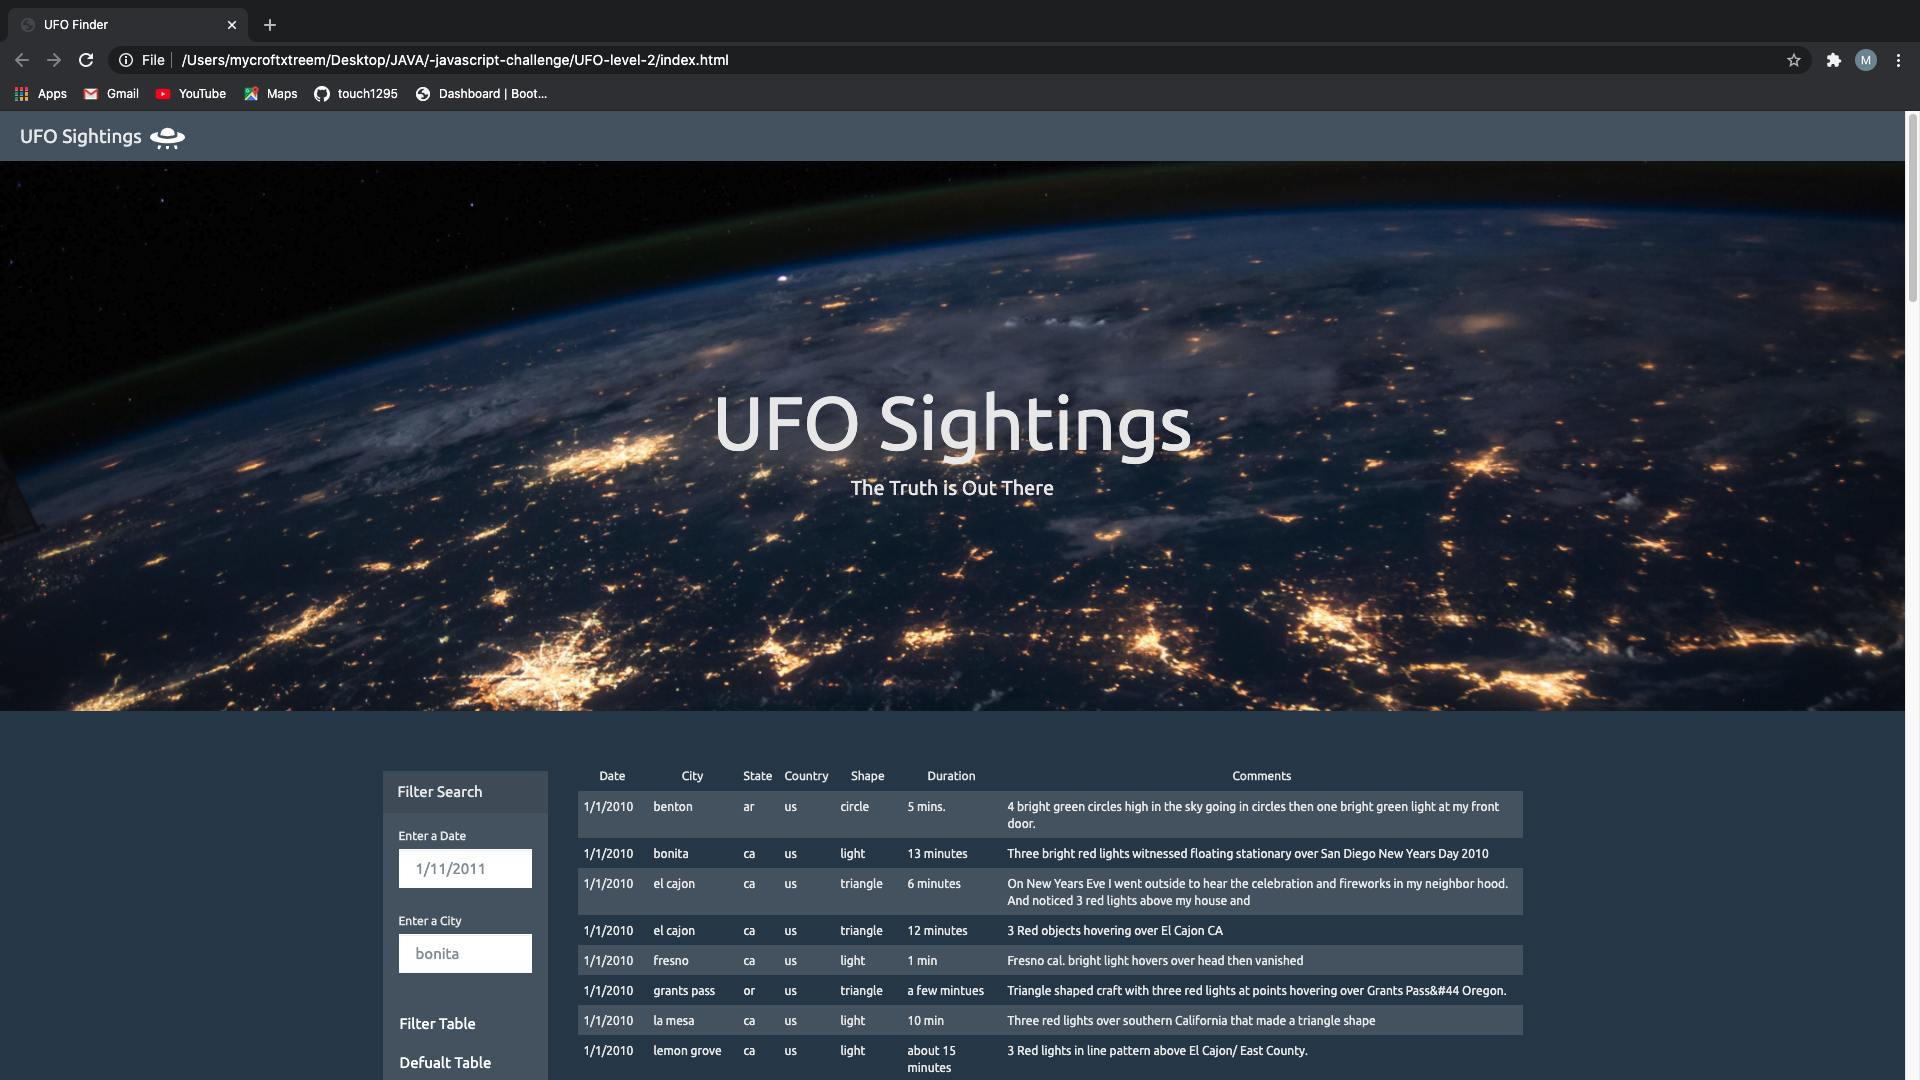 UFO Finder
File /Users/mycroftxtreem/Desktop/JAVA/-javascript-challenge/UFO-level-2/index.html
M
Apps Gmail YouTube Maps touch1295 Dashboard | Boot...
UFO Sightings
UFO Sightings
The Truth is Out There
Filter Search
Enter a Date
1/11/2011
Enter a City
bonita
Filter Table
Defualt Table
Date City State Country Shape Duration Comments
1/1/2010 benton ar us circle 5 mins. 4 bright green circles high in the sky going in circles then one bright green light at my front
door.
1/1/2010 bonita ca us light 13 minutes Three bright red lights witnessed floating stationary over San Diego New Years Day 2010
1/1/2010 el cajon ca us triangle 6 minutes On New Years Eve I went outside to hear the celebration and fireworks in my neighbor hood.
And noticed 3 red lights above my house and
1/1/2010 el cajon ca us triangle 12 minutes 3 Red objects hovering over El Cajon CA
1/1/2010 fresno ca us light 1 min Fresno cal. bright light hovers over head then vanished
1/1/2010 grants pass or us triangle a few mintues Triangle shaped craft with three red lights at points hovering over Grants Pass&#44 Oregon.
1/1/2010 la mesa ca us light 10 min Three red lights over southern California that made a triangle shape
1/1/2010 lemon grove ca us light about 15 3 Red lights in line pattern above El Cajon/ East County.
minutes